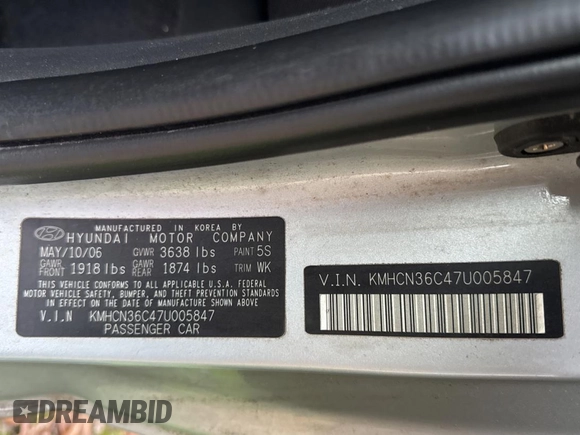 MANUFACTURED IN KOREA BY
HYUNDAI MOTOR COMPANY
MAY/10/06 GVWR 3638 lbs PAINT 5S
GAWR FRONT 1918 lbs GAWR REAR 1874 lbs TRIM WK
THIS VEHICLE CONFORMS TO ALL APPLICABLE U.S.A. FEDERAL
MOTOR VEHICLE SAFETY, BUMPER, AND THEFT PREVENTION STANDARDS
IN EFFECT ON THE DATE OF MANUFACTURE SHOWN ABOVE.
V.I.N KMHCN36C47U005847
PASSENGER CAR
V.I.N. KMHCN36C47U005847
DREAMBID